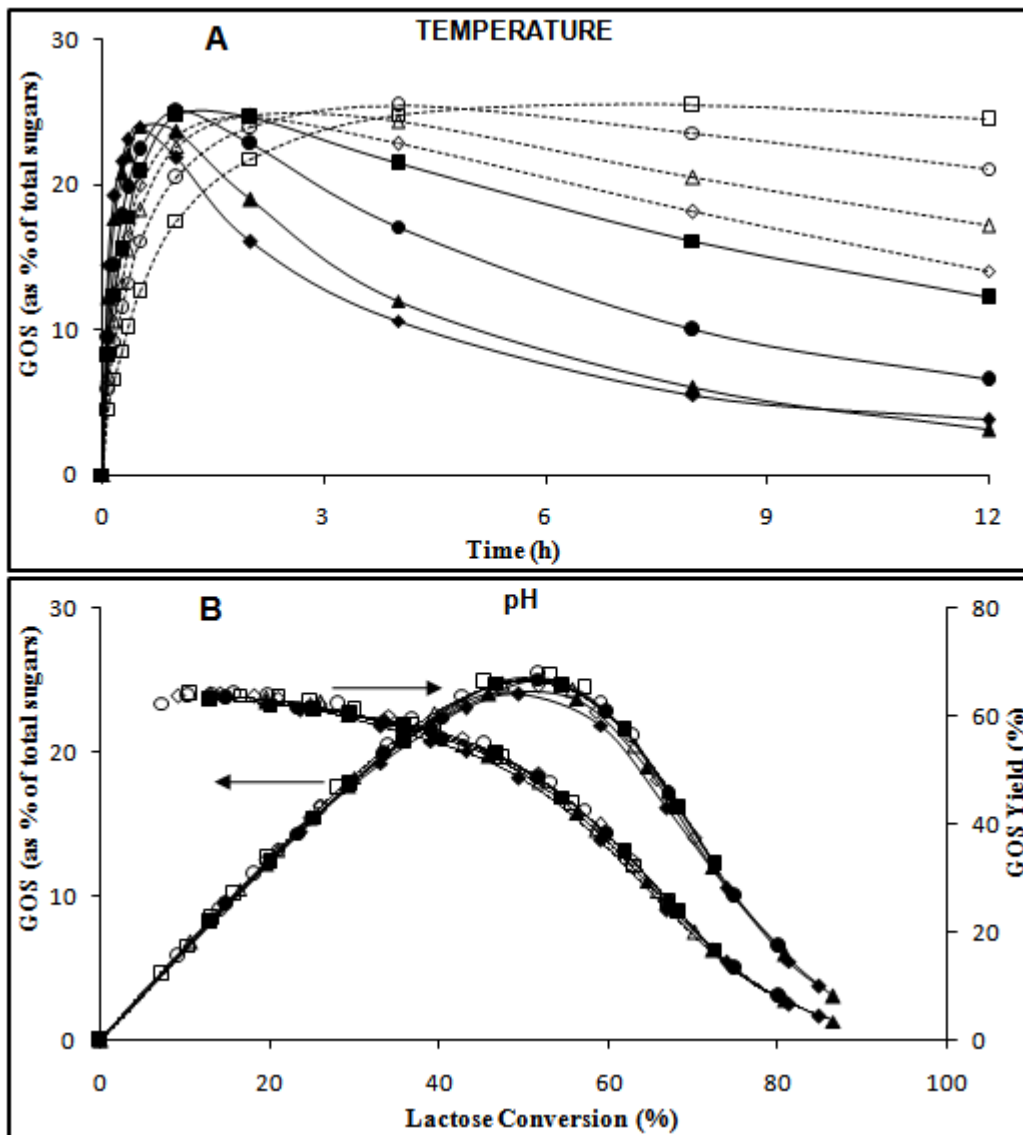 A
TEMPERATURE
GOS (as % of total sugars)
30
20
10
0
0 3 6 9 12
Time (h)
B
pH
GOS (as % of total sugars)
30
20
10
0
80
60
40
20
0
GOS Yield (%)
0 20 40 60 80 100
Lactose Conversion (%)